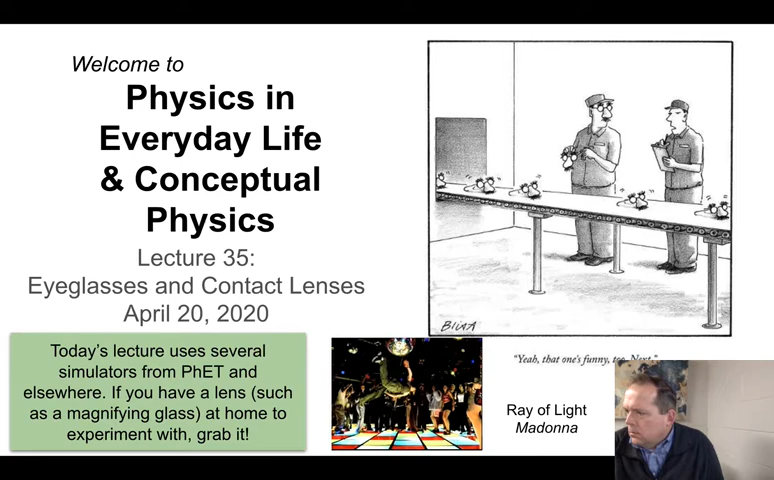 Welcome to
Physics in
Everyday Life
& Conceptual
Physics
Lecture 35:
Eyeglasses and Contact Lenses
April 20, 2020
Today's lecture uses several
simulators from PhET and
elsewhere. If you have a lens (such
as a magnifying glass) at home to
experiment with, grab it!
"Yeah, that one's funny, too. Next."
Ray of Light
Madonna